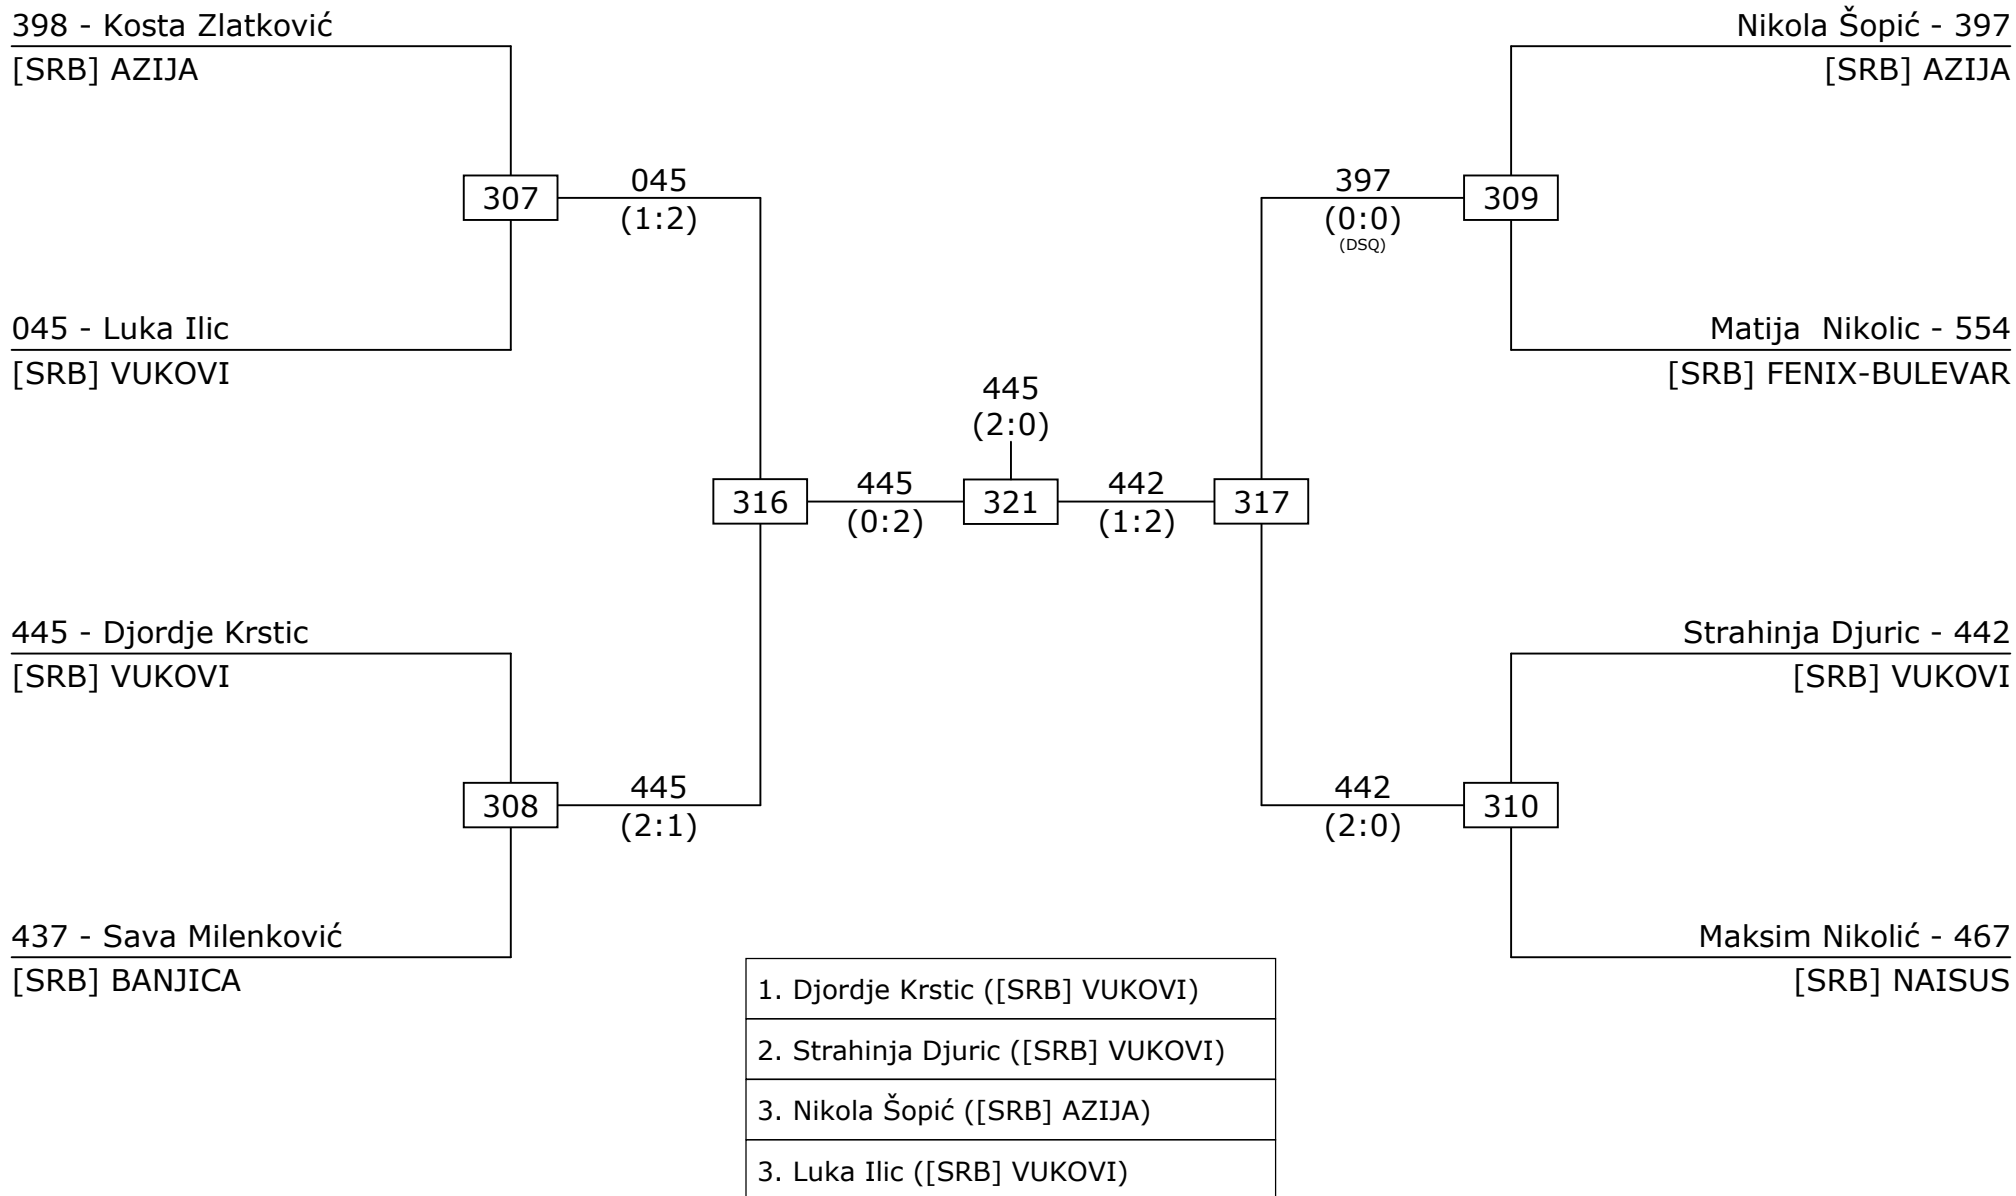 398 - Kosta Zlatković
[SRB] AZIJA
Nikola Šopić - 397
[SRB] AZIJA
307
045
(1:2)
397
(0:0)
(DSQ)
309
045 - Luka Ilic
[SRB] VUKOVI
Matija  Nikolic - 554
[SRB] FENIX-BULEVAR
445
(2:0)
316
445
(0:2)
321
442
(1:2)
317
445 - Djordje Krstic
[SRB] VUKOVI
Strahinja Djuric - 442
[SRB] VUKOVI
308
445
(2:1)
442
(2:0)
310
437 - Sava Milenković
[SRB] BANJICA
Maksim Nikolić - 467
[SRB] NAISUS
1. Djordje Krstic ([SRB] VUKOVI)
2. Strahinja Djuric ([SRB] VUKOVI)
3. Nikola Šopić ([SRB] AZIJA)
3. Luka Ilic ([SRB] VUKOVI)